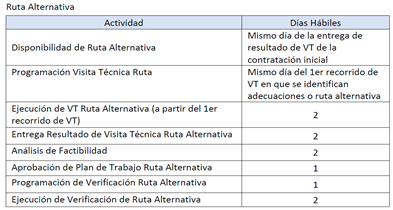 Ruta Alternativa
Actividad Días Hábiles
Disponibilidad de Ruta Alternativa
Mismo día de la entrega de
resultado de VT de la
contratación inicial
Programación Visita Técnica Ruta
Mismo día del 1er recorrido de
VT en que se identifican
adecuaciones o ruta alternativa
Ejecución de VT Ruta Alternativa (a partir del 1er
recorrido de VT)
2
Entrega Resultado de Visita Técnica Ruta Alternativa 2
Análisis de Factibilidad 2
Aprobación de Plan de Trabajo Ruta Alternativa 1
Programación de Verificación Ruta Alternativa 1
Ejecución de Verificación de Ruta Alternativa 2